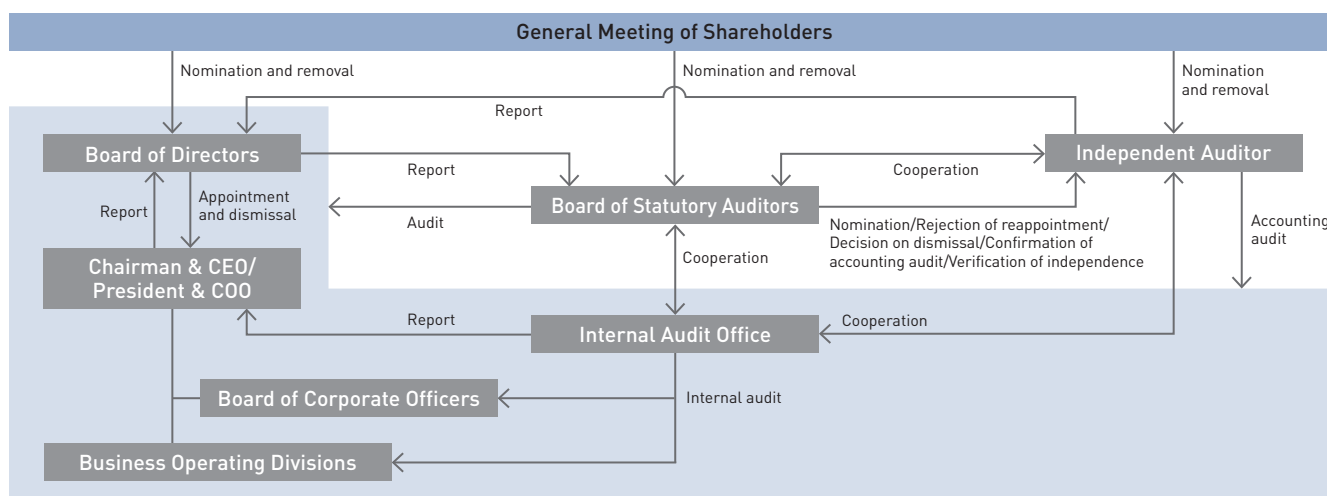 General Meeting of Shareholders
Nomination and removal
Nomination and removal
Nomination
and removal
Report
Board of Directors
Independent Auditor
Report
Cooperation
Appointment
and dismissal
Report
Board of Statutory Auditors
Audit
Nomination/Rejection of reappointment/
Decision on dismissal/Confirmation of
accounting audit/Verification of independence
Accounting
audit
Chairman & CEO/
President & COO
Cooperation
Report
Internal Audit Office
Cooperation
Board of Corporate Officers
Internal audit
Business Operating Divisions